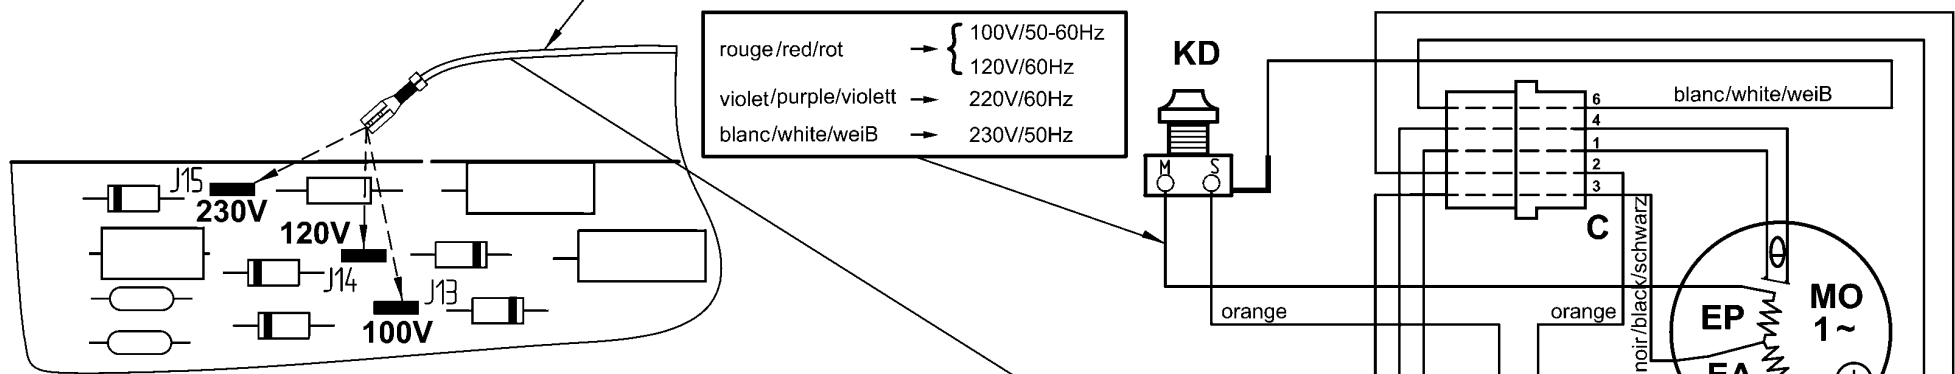 rouge/red/rot
100V/50-60Hz
120V/60Hz
violet/purple/violett
220V/60Hz
blanc/white/weiB
230V/50Hz
KD
M
S
6
4
1
2
3
C
blanc/white/weiB
noir/black/schwarz
orange
orange
EP
MO
1~
EA
J15
230V
120V
J14
J13
100V